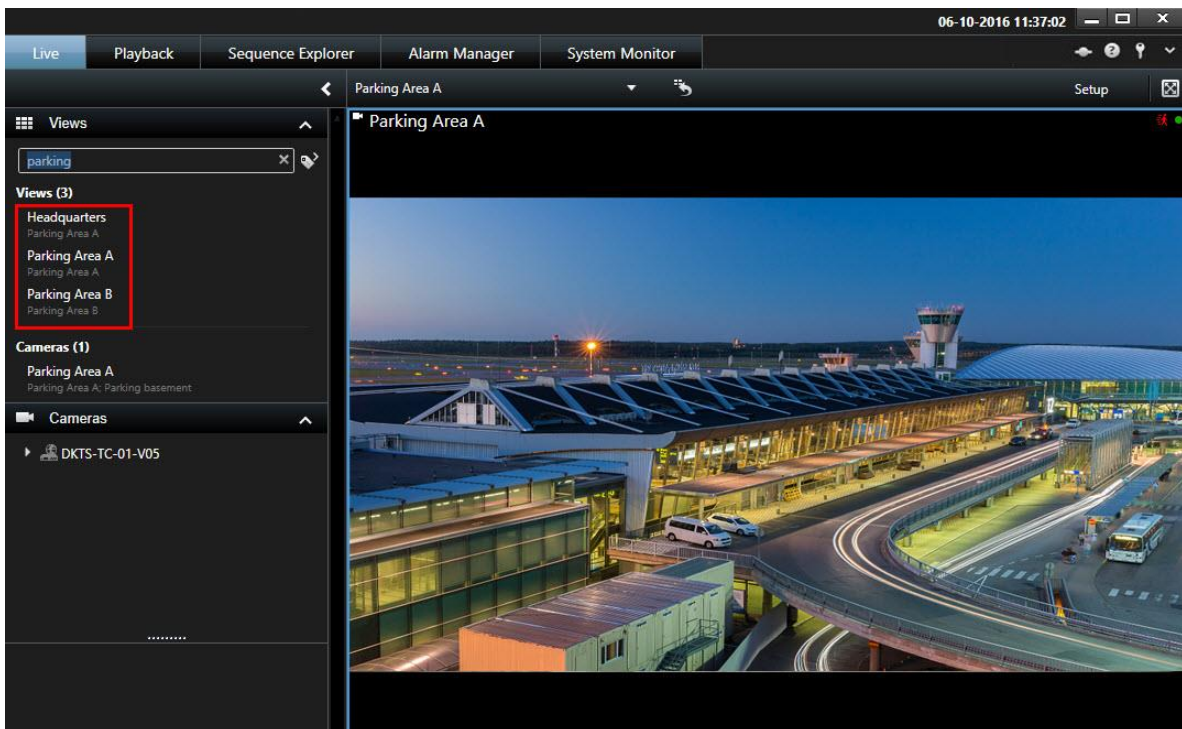 06-10-2016 11:37:02
Live Playback Sequence Explorer Alarm Manager System Monitor
Parking Area A Setup
Views
parking
Views (3)
Headquarters
Parking Area A
Parking Area A
Parking Area A
Parking Area B
Parking Area B
Cameras (1)
Parking Area A
Parking Area A; Parking basement
Cameras
DKTS-TC-01-V05
Parking Area A